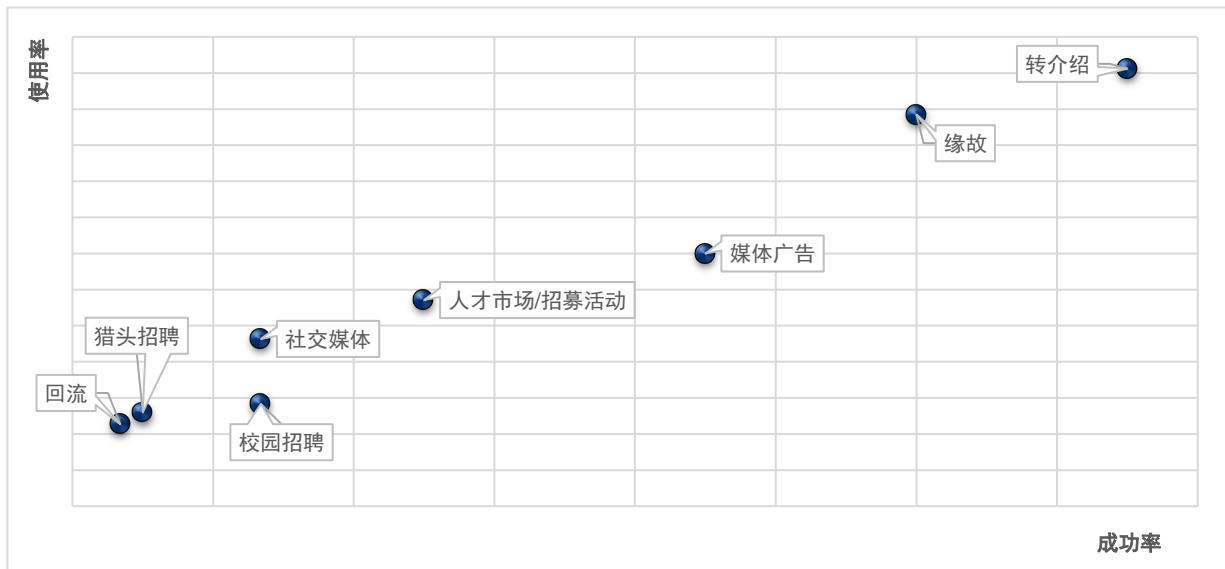 使用率
转介绍
缘故
媒体广告
人才市场/招募活动
社交媒体
猎头招聘
回流
校园招聘
成功率